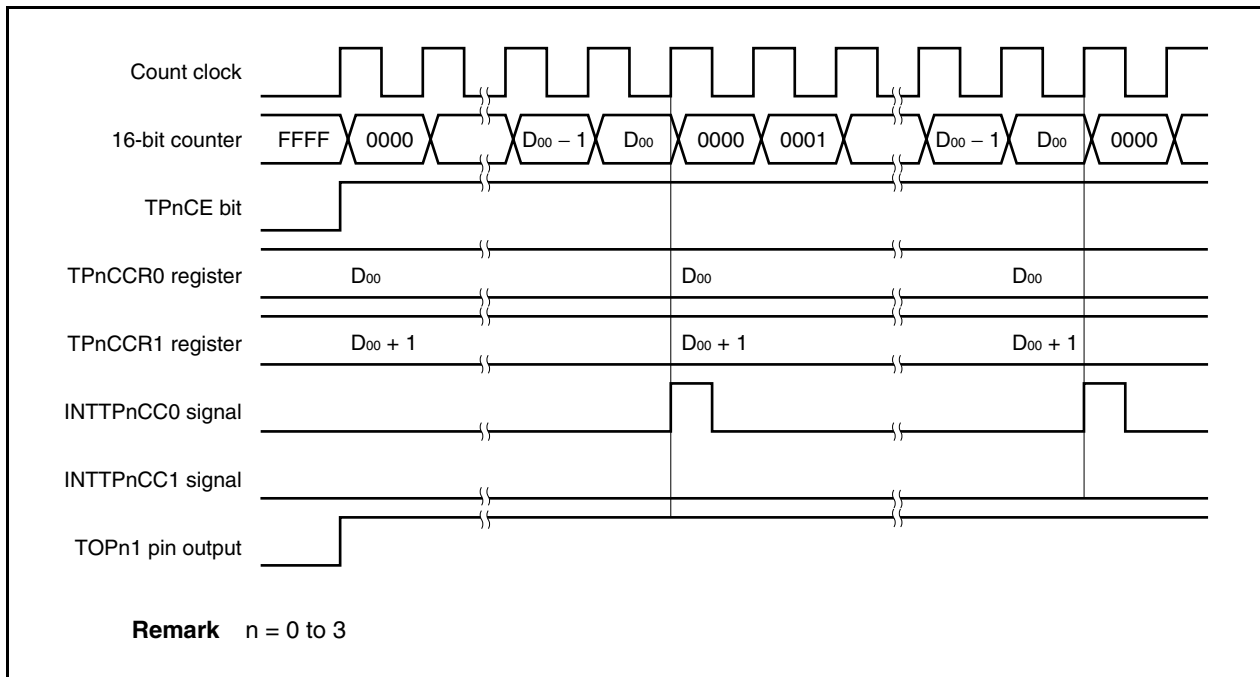 Count clock
16-bit counter FFFF 0000 D00 − 1 D00 0000 0001 D00 − 1 D00 0000
TPnCE bit
TPnCCR0 register D00 D00 D00
TPnCCR1 register D00 + 1 D00 + 1 D00 + 1
INTTPnCC0 signal
INTTPnCC1 signal
TOPn1 pin output
Remark n = 0 to 3